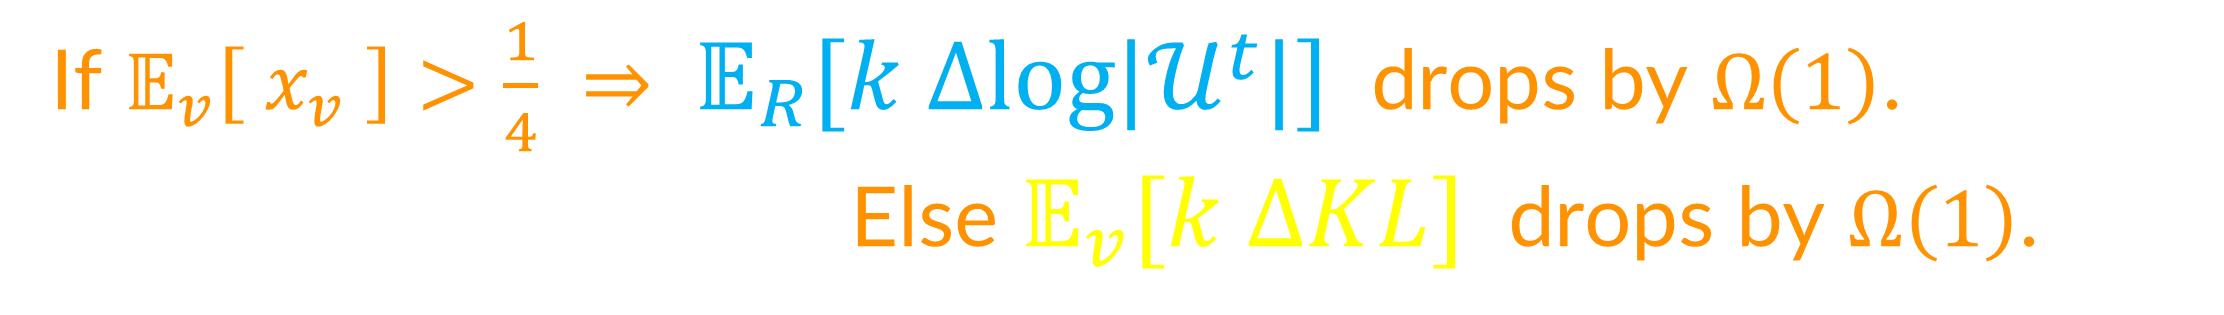 If 𝔼_v[ x_v ] > 1/4 ⇒ 𝔼_R[k Δlog|𝒰^t|] drops by Ω(1).
Else 𝔼_v[k ΔKL] drops by Ω(1).